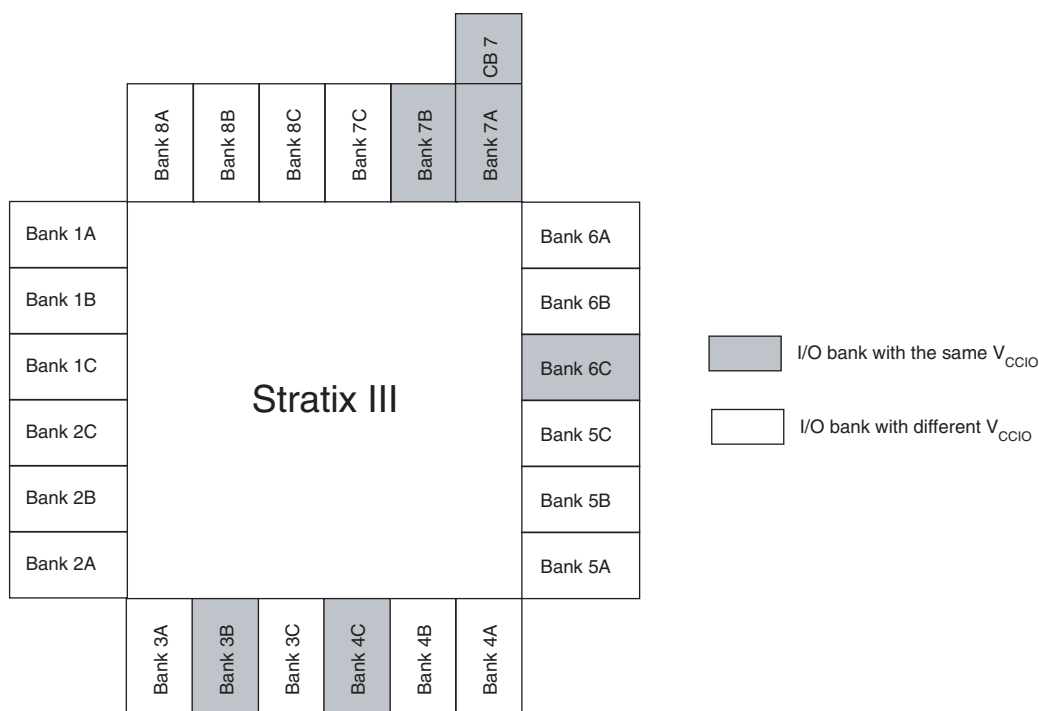 CB 7
Bank 8A
Bank 8B
Bank 8C
Bank 7C
Bank 7B
Bank 7A
Bank 1A
Bank 1B
Bank 1C
Bank 2C
Bank 2B
Bank 2A
Stratix III
Bank 6A
Bank 6B
Bank 6C
Bank 5C
Bank 5B
Bank 5A
Bank 3A
Bank 3B
Bank 3C
Bank 4C
Bank 4B
Bank 4A
I/O bank with the same VCCIO
I/O bank with different VCCIO